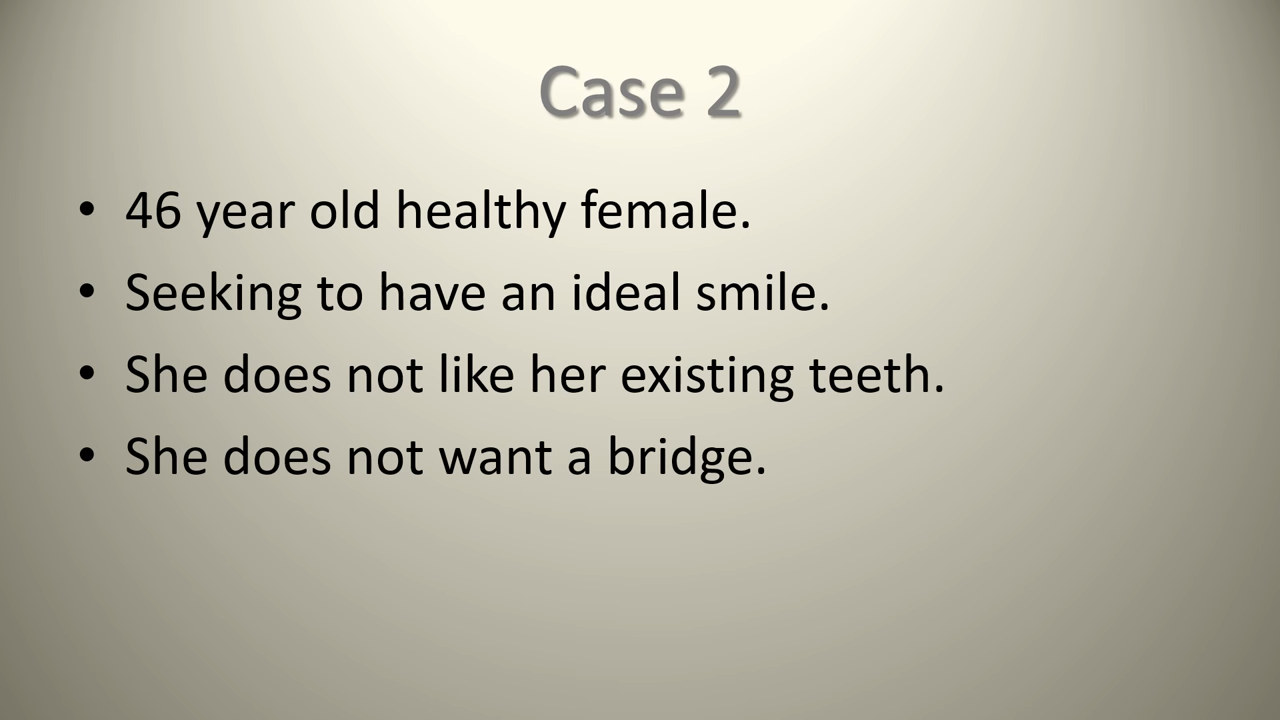 Case 2
• 46 year old healthy female.
• Seeking to have an ideal smile.
• She does not like her existing teeth.
• She does not want a bridge.